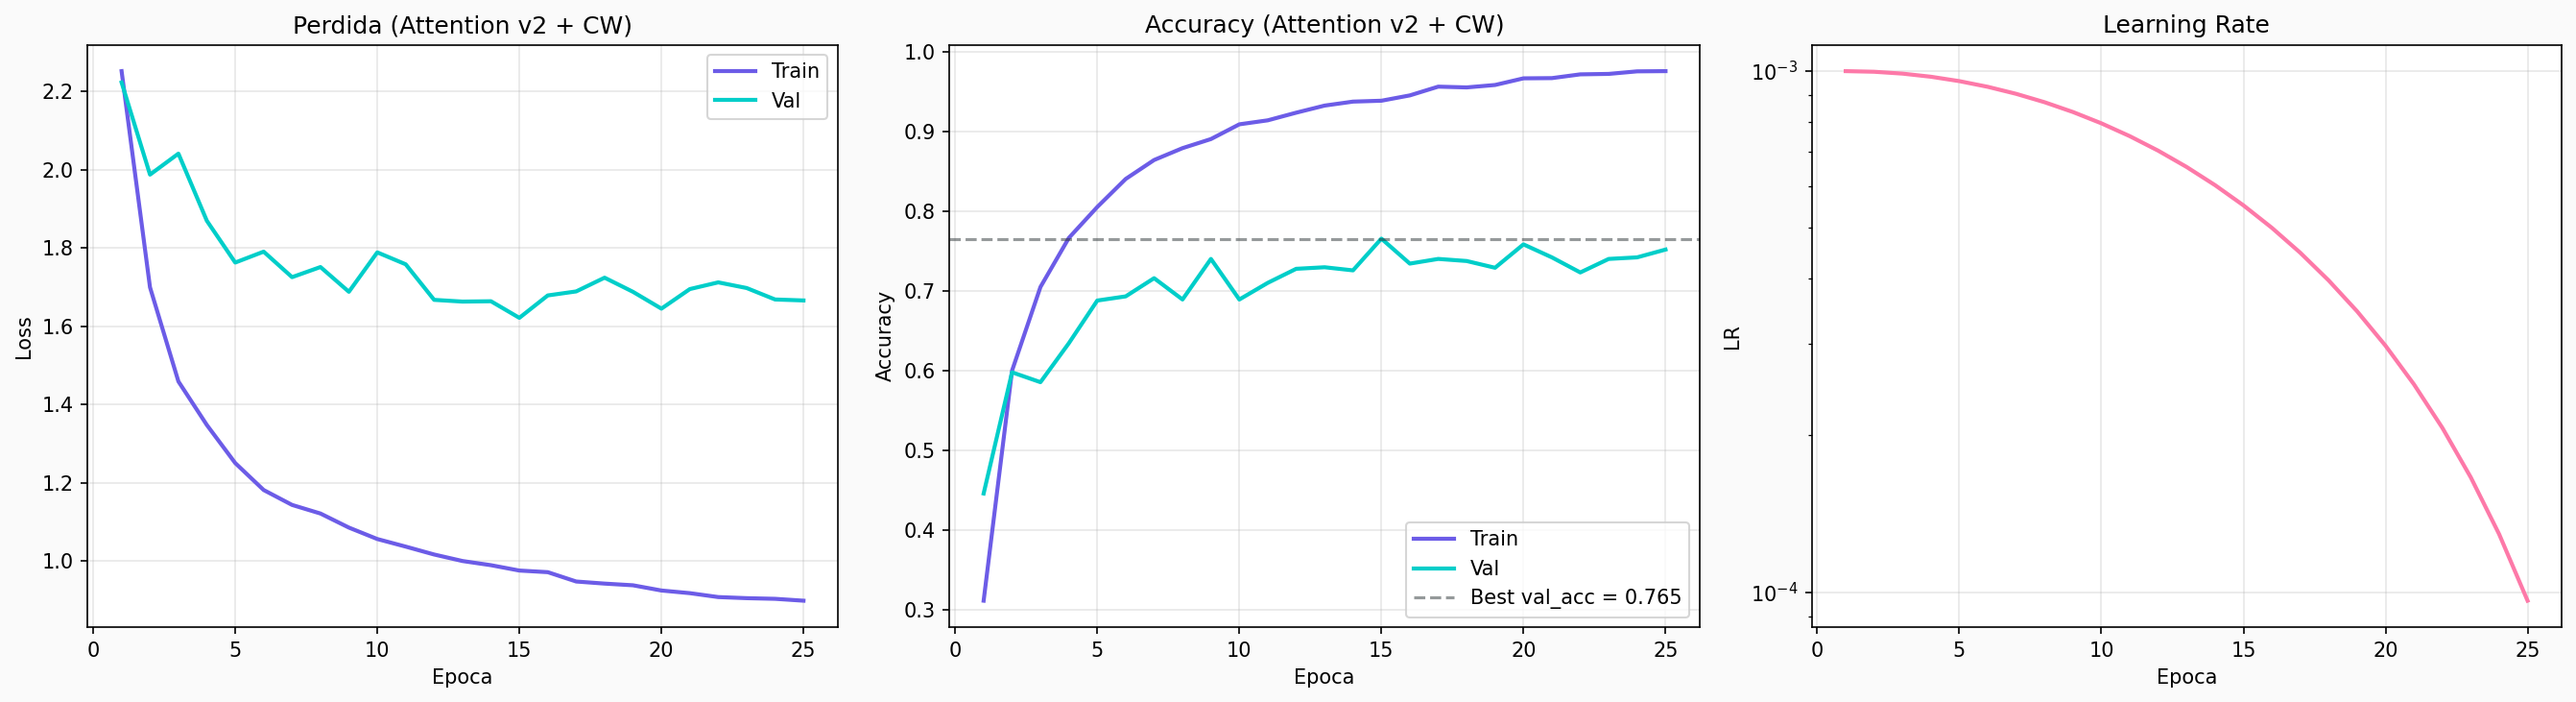 Perdida (Attention v2 + CW)
Train
Val
2.2
2.0
1.8
1.6
1.4
1.2
1.0
Loss
0
5
10
15
20
25
Epoca
Accuracy (Attention v2 + CW)
1.0
0.9
0.8
0.7
0.6
0.5
0.4
0.3
Accuracy
Train
Val
Best val_acc = 0.765
0
5
10
15
20
25
Epoca
Learning Rate
10⁻³
10⁻⁴
LR
0
5
10
15
20
25
Epoca